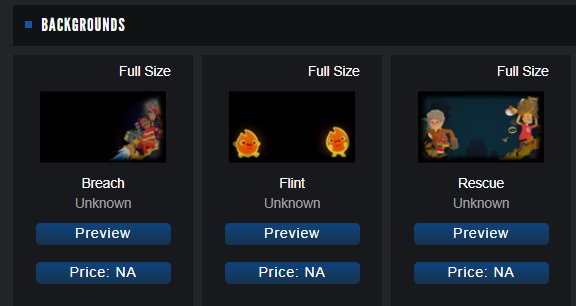 BACKGROUNDS
Full Size
Breach
Unknown
Preview
Price: NA
Full Size
Flint
Unknown
Preview
Price: NA
Full Size
Rescue
Unknown
Preview
Price: NA